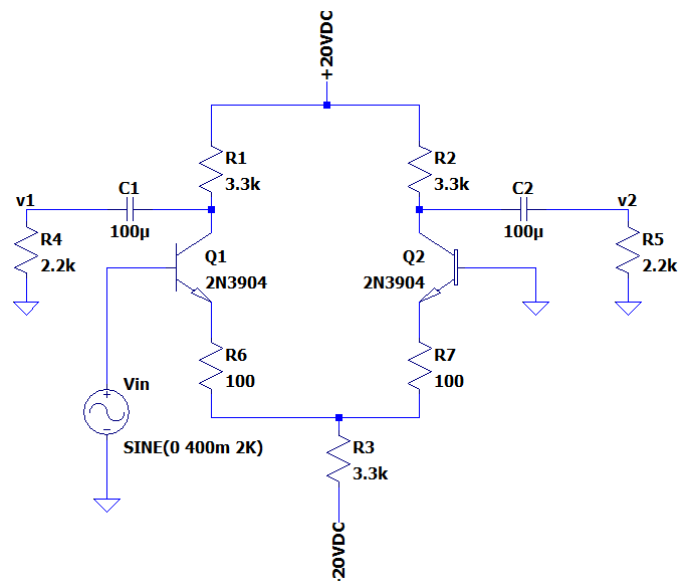 +20VDC
R1
3.3k
R2
3.3k
v1
C1
100µ
C2
100µ
v2
R4
2.2k
Q1
2N3904
Q2
2N3904
R5
2.2k
R6
100
R7
100
Vin
SINE(0 400m 2K)
R3
3.3k
20VDC